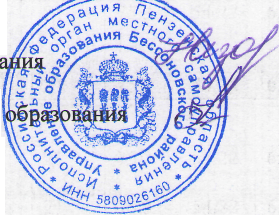 ания
образования
* Российская Федерация Пензенская область *
Исполнительный орган местного самоуправления
Управление образования Бессоновского района
* ИНН 5809026160 *